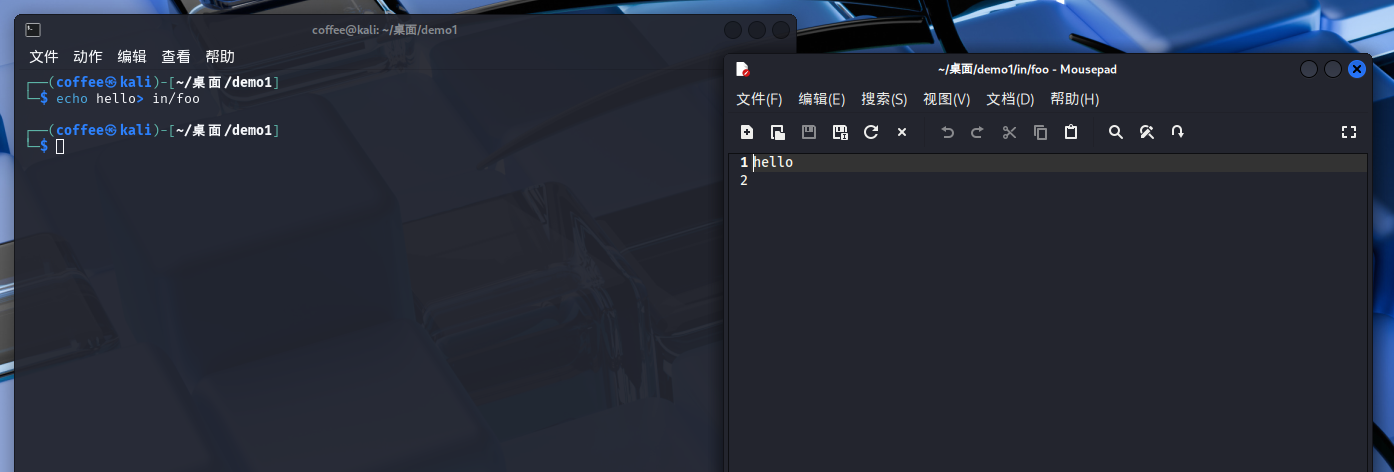 coffee@kali: ~/桌面/demo1
文件 动作 编辑 查看 帮助
┌──(coffee㉿kali)-[~/桌面/demo1]
└─$ echo hello> in/foo
┌──(coffee㉿kali)-[~/桌面/demo1]
└─$
~/桌面/demo1/in/foo - Mousepad
文件(F) 编辑(E) 搜索(S) 视图(V) 文档(D) 帮助(H)
1 hello
2